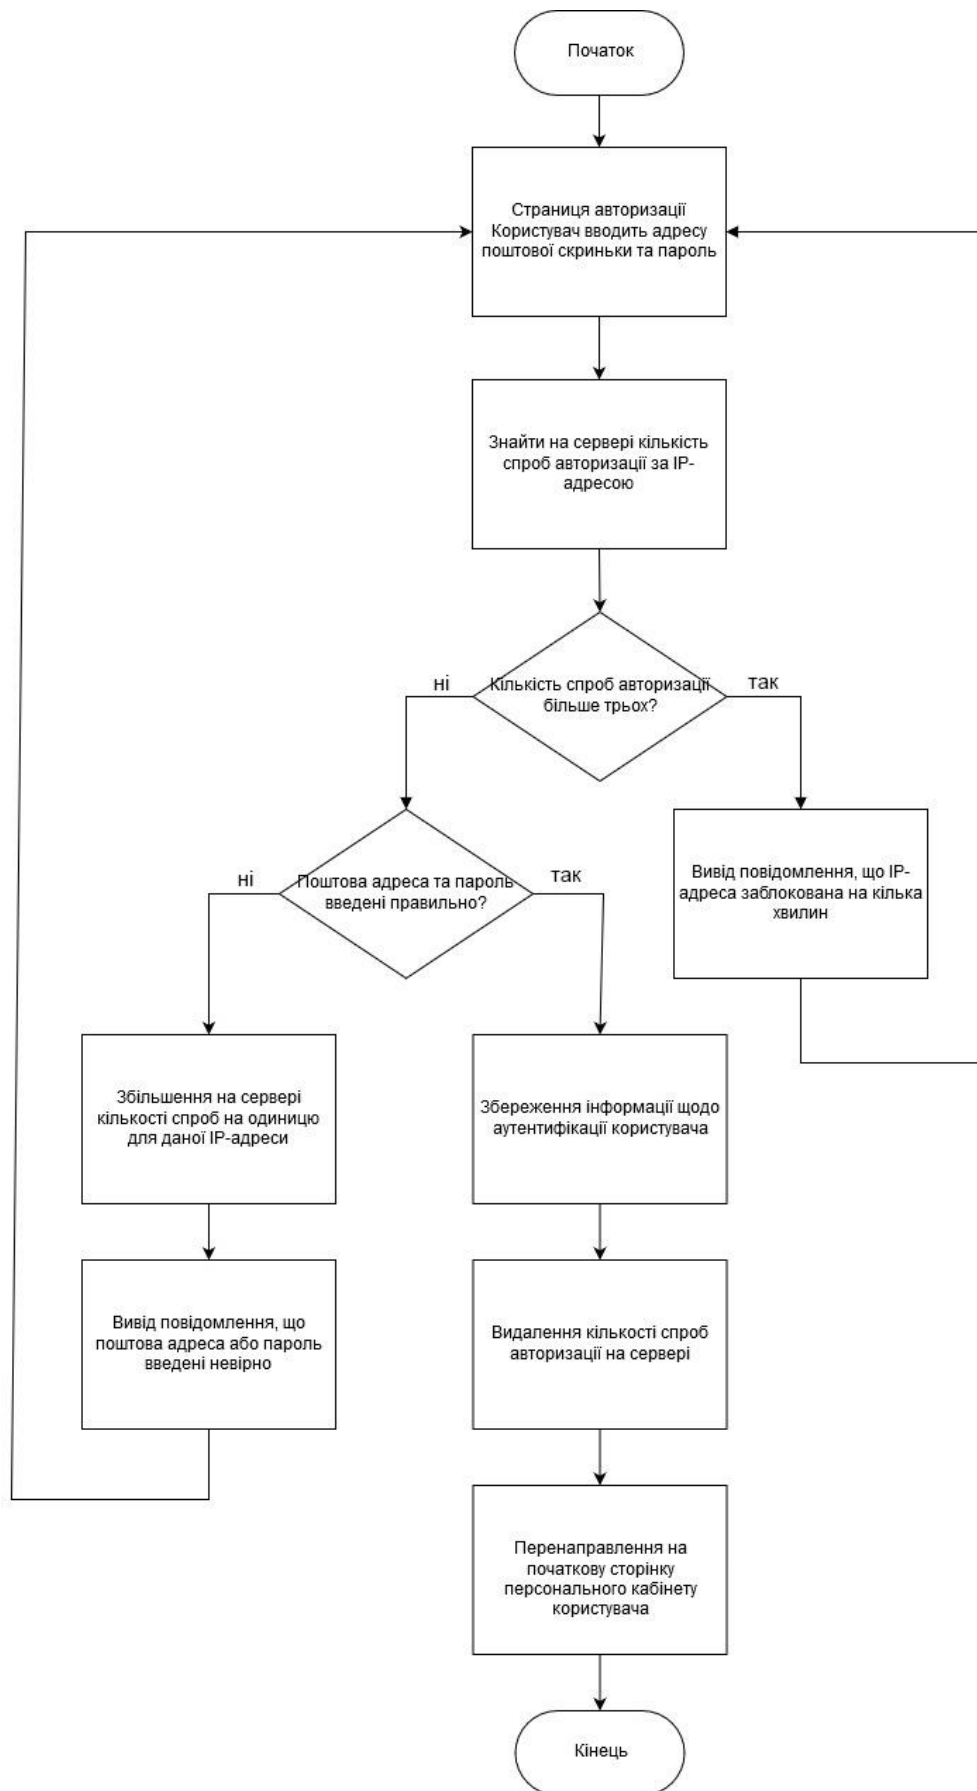 Початок
Страниця авторизації
Користувач вводить адресу
поштової скриньки та пароль
Знайти на сервері кількість
спроб авторизації за IP-
адресою
ні
Кількість спроб авторизації
більше трьох?
так
ні
Поштова адреса та пароль
введені правильно?
так
Вивід повідомлення, що IP-
адреса заблокована на кілька
хвилин
Збільшення на сервері
кількості спроб на одиницю
для даної IP-адреси
Збереження інформації щодо
аутентифікації користувача
Вивід повідомлення, що
поштова адреса або пароль
введені невірно
Видалення кількості спроб
авторизації на сервері
Перенаправлення на
початкову сторінку
персонального кабінету
користувача
Кінець